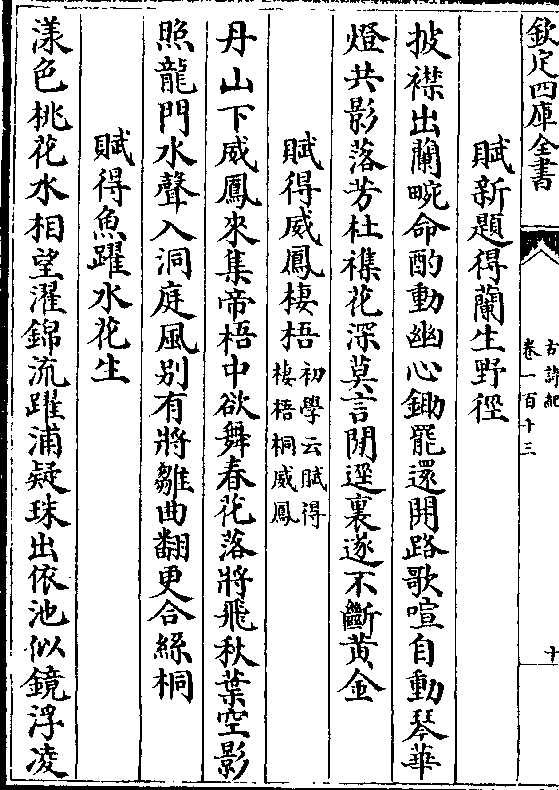 欽定四庫全書
古詩紀
卷一百十三
十
賦新題得蘭生野徑
披襟出蘭畹命酌動幽心鋤罷還開路歌喧自動琴華
燈共影落芳杜襍花深莫言閒逕裏遂不斷黃金
賦得威鳳棲梧初學云賦得
棲梧桐威鳳
丹山下威鳳來集帝梧中欲舞春花落將飛秋葉空影
照龍門水聲入洞庭風别有將雛曲翻更合絲桐
賦得魚躍水花生
漾色桃花水相望濯錦流躍浦疑珠出依池似鏡浮凌